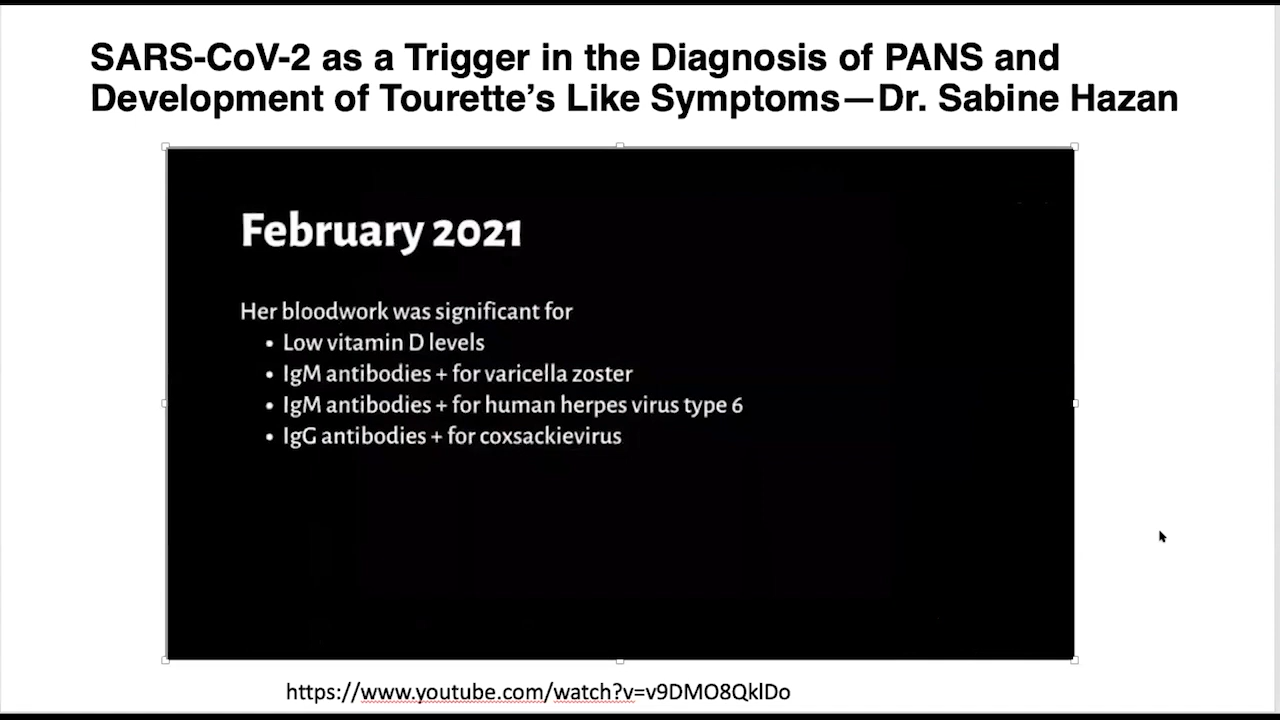 SARS-CoV-2 as a Trigger in the Diagnosis of PANS and
Development of Tourette's Like Symptoms—Dr. Sabine Hazan
February 2021
Her bloodwork was significant for
• Low vitamin D levels
• IgM antibodies + for varicella zoster
• IgM antibodies + for human herpes virus type 6
• IgG antibodies + for coxsackievirus
https://www.youtube.com/watch?v=v9DMO8QklDo